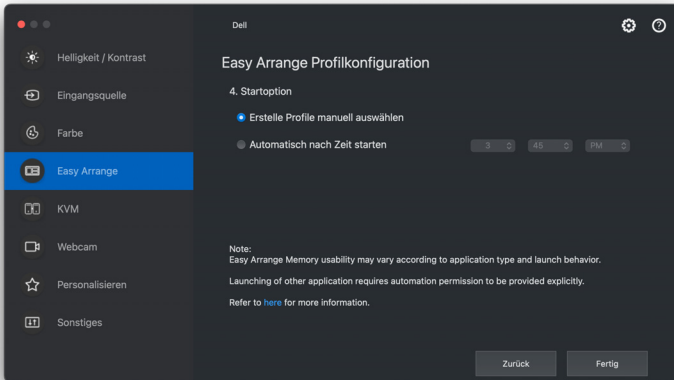 Dell
Helligkeit / Kontrast
Eingangsquelle
Farbe
Easy Arrange
KVM
Webcam
Personalisieren
Sonstiges
Easy Arrange Profilkonfiguration
4. Startoption
Erstelle Profile manuell auswählen
Automatisch nach Zeit starten 3 45 PM
Note:
Easy Arrange Memory usability may vary according to application type and launch behavior.
Launching of other application requires automation permission to be provided explicitly.
Refer to here for more information.
Zurück Fertig